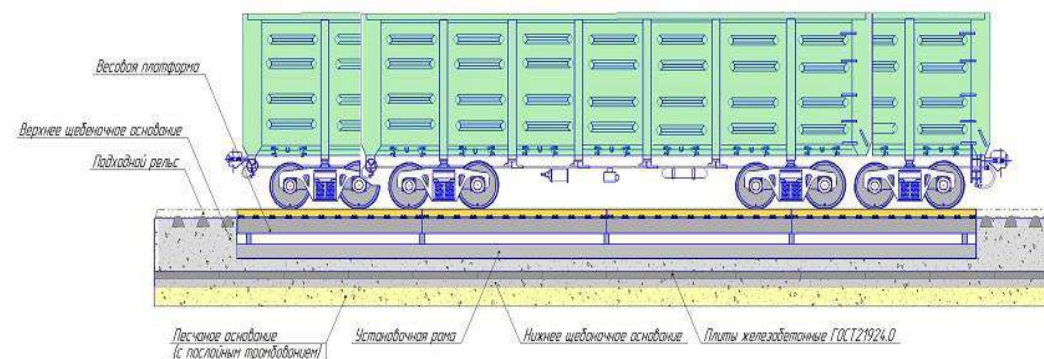 Весовая платформа
Верхнее щебеночное основание
Подходной рельс
Песчаное основание
(с послойным трамбованием)
Установочная рама
Нижнее щебеночное основание
Плиты железобетонные ГОСТ21924.0